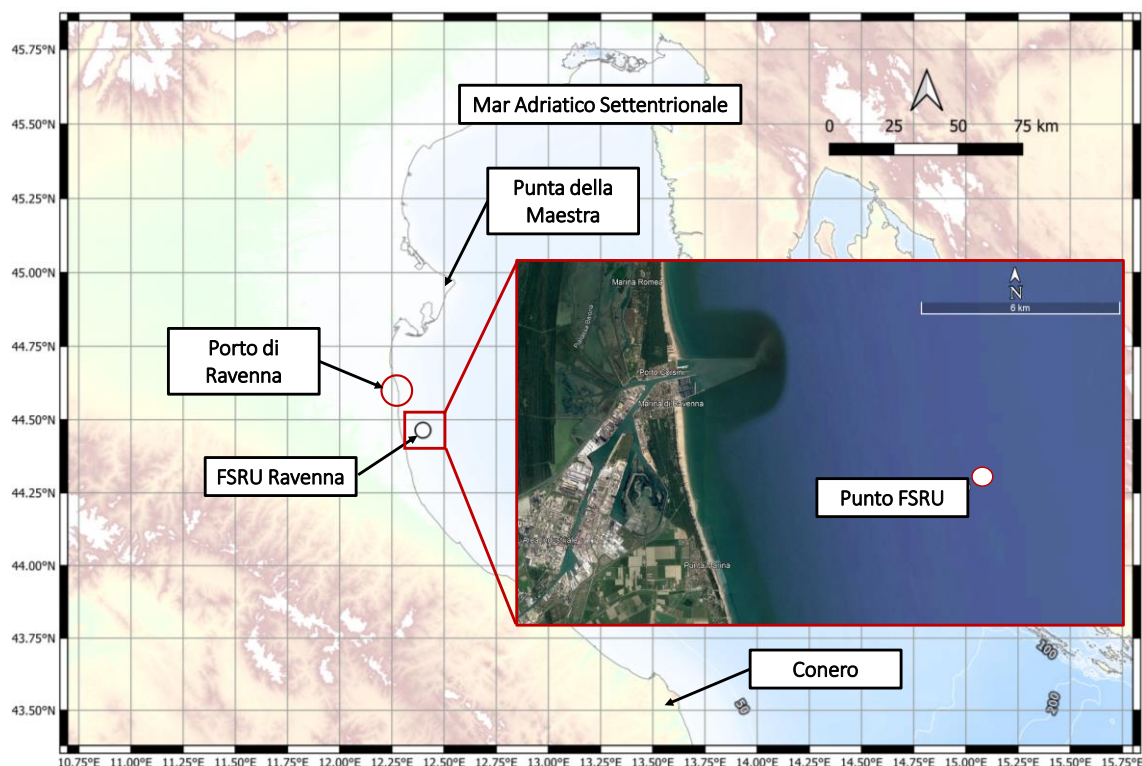 45.75°N
45.50°N
45.25°N
45.00°N
44.75°N
44.50°N
44.25°N
44.00°N
43.75°N
43.50°N
Mar Adriatico Settentrionale
0 25 50 75 km
Punta della
Maestra
Porto di
Ravenna
FSRU Ravenna
Marina Romea
N
6 km
Porto Corsini
Marina di Ravenna
Punto FSRU
Punta Marina
Conero
50
100
200
10.75°E 11.00°E 11.25°E 11.50°E 11.75°E 12.00°E 12.25°E 12.50°E 12.75°E 13.00°E 13.25°E 13.50°E 13.75°E 14.00°E 14.25°E 14.50°E 14.75°E 15.00°E 15.25°E 15.50°E 15.75°E